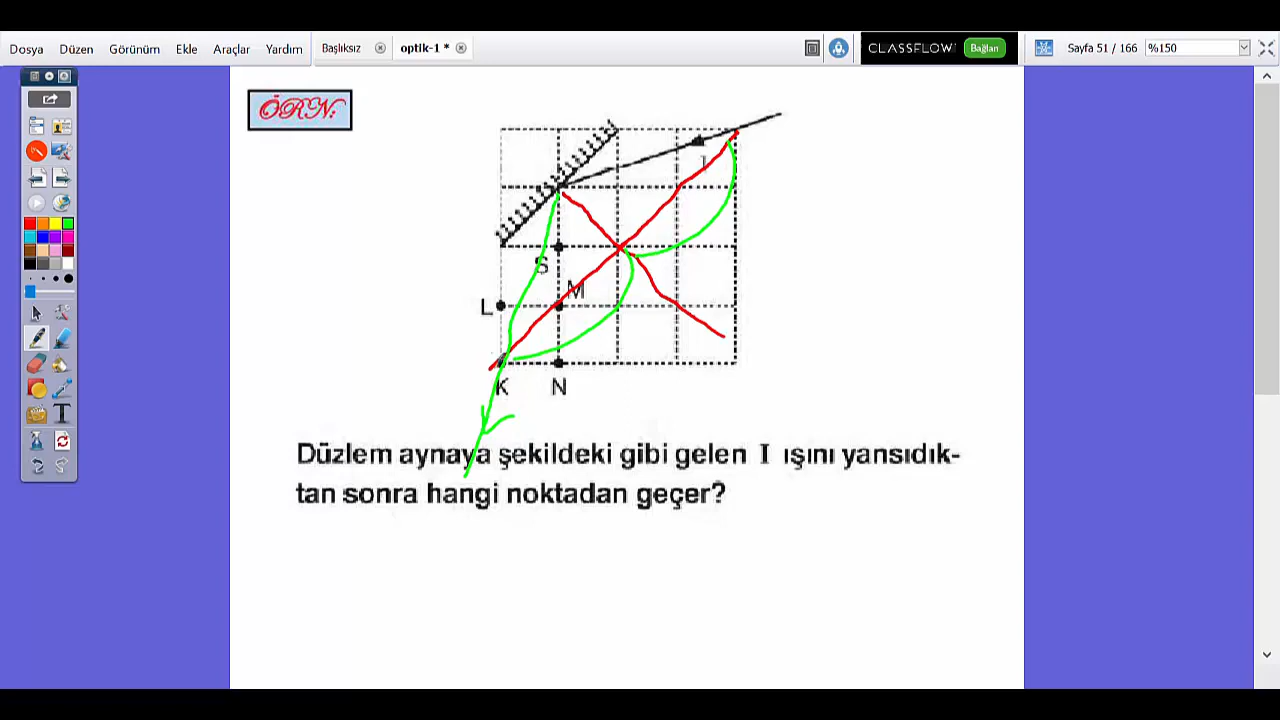 Dosya Düzen Görünüm Ekle Araçlar Yardım Başlıksız optik-1 * CLASSFLOW Bağlan Sayfa 51 / 166 %150
ÖRN:
I
S
M
L
K N
Düzlem aynaya şekildeki gibi gelen I ışını yansıdık-
tan sonra hangi noktadan geçer?
T